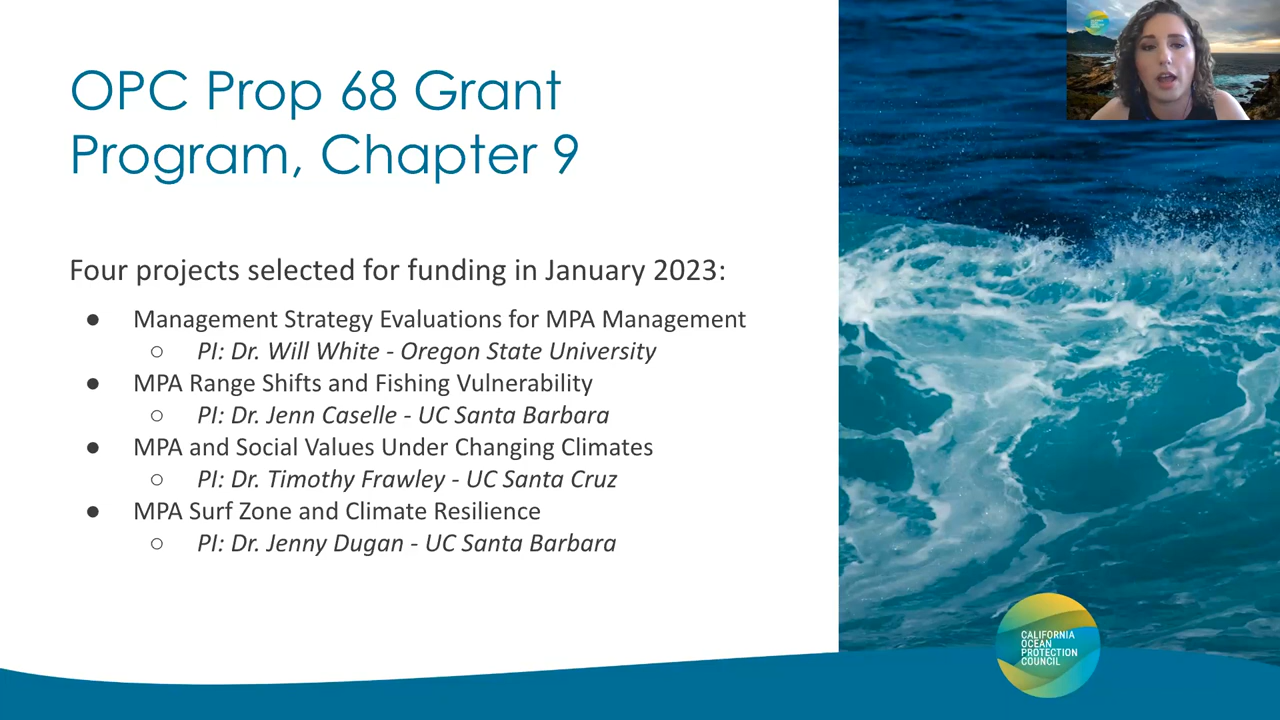 OPC Prop 68 Grant
Program, Chapter 9
Four projects selected for funding in January 2023:
● Management Strategy Evaluations for MPA Management
○ PI: Dr. Will White - Oregon State University
● MPA Range Shifts and Fishing Vulnerability
○ PI: Dr. Jenn Caselle - UC Santa Barbara
● MPA and Social Values Under Changing Climates
○ PI: Dr. Timothy Frawley - UC Santa Cruz
● MPA Surf Zone and Climate Resilience
○ PI: Dr. Jenny Dugan - UC Santa Barbara
CALIFORNIA
OCEAN
PROTECTION
COUNCIL